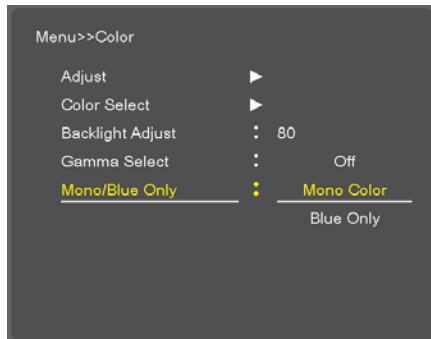 Menu>>Color
Adjust ▶
Color Select ▶
Backlight Adjust : 80
Gamma Select : Off
Mono/Blue Only : Mono Color
Blue Only